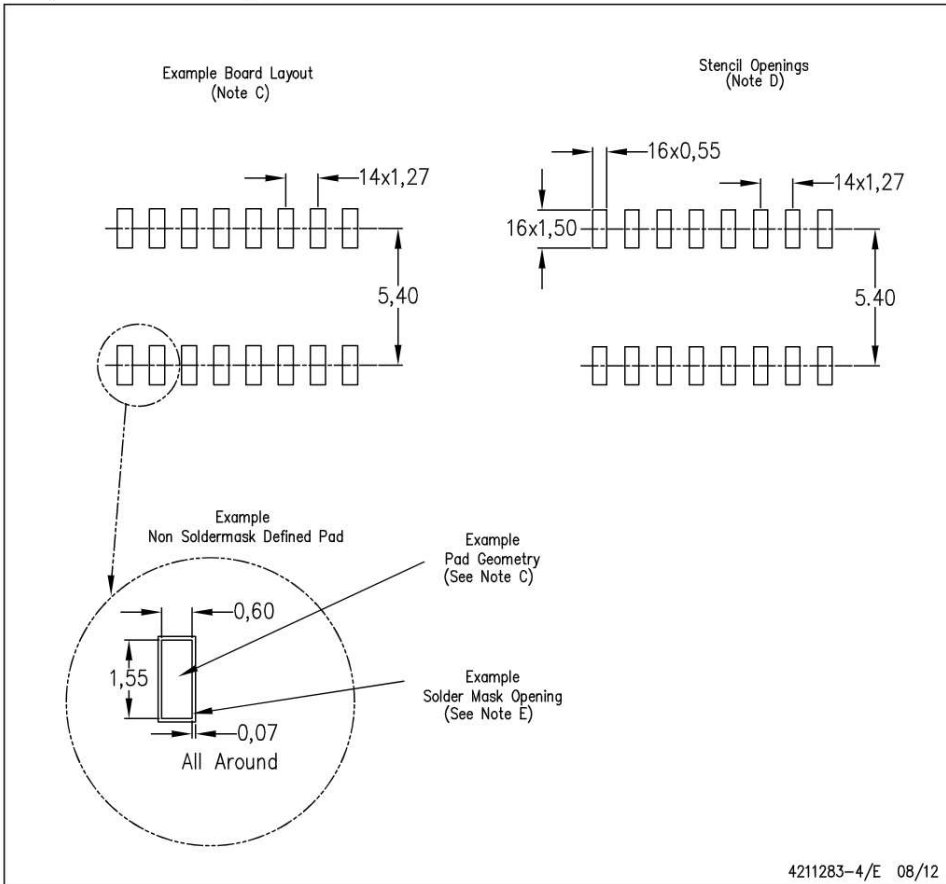 Example Board Layout
(Note C)
Stencil Openings
(Note D)
14x1,27
16x0,55
14x1,27
16x1,50
5,40
5.40
Example
Non Soldermask Defined Pad
Example
Pad Geometry
(See Note C)
0,60
1,55
Example
Solder Mask Opening
(See Note E)
0,07
All Around
4211283-4/E 08/12